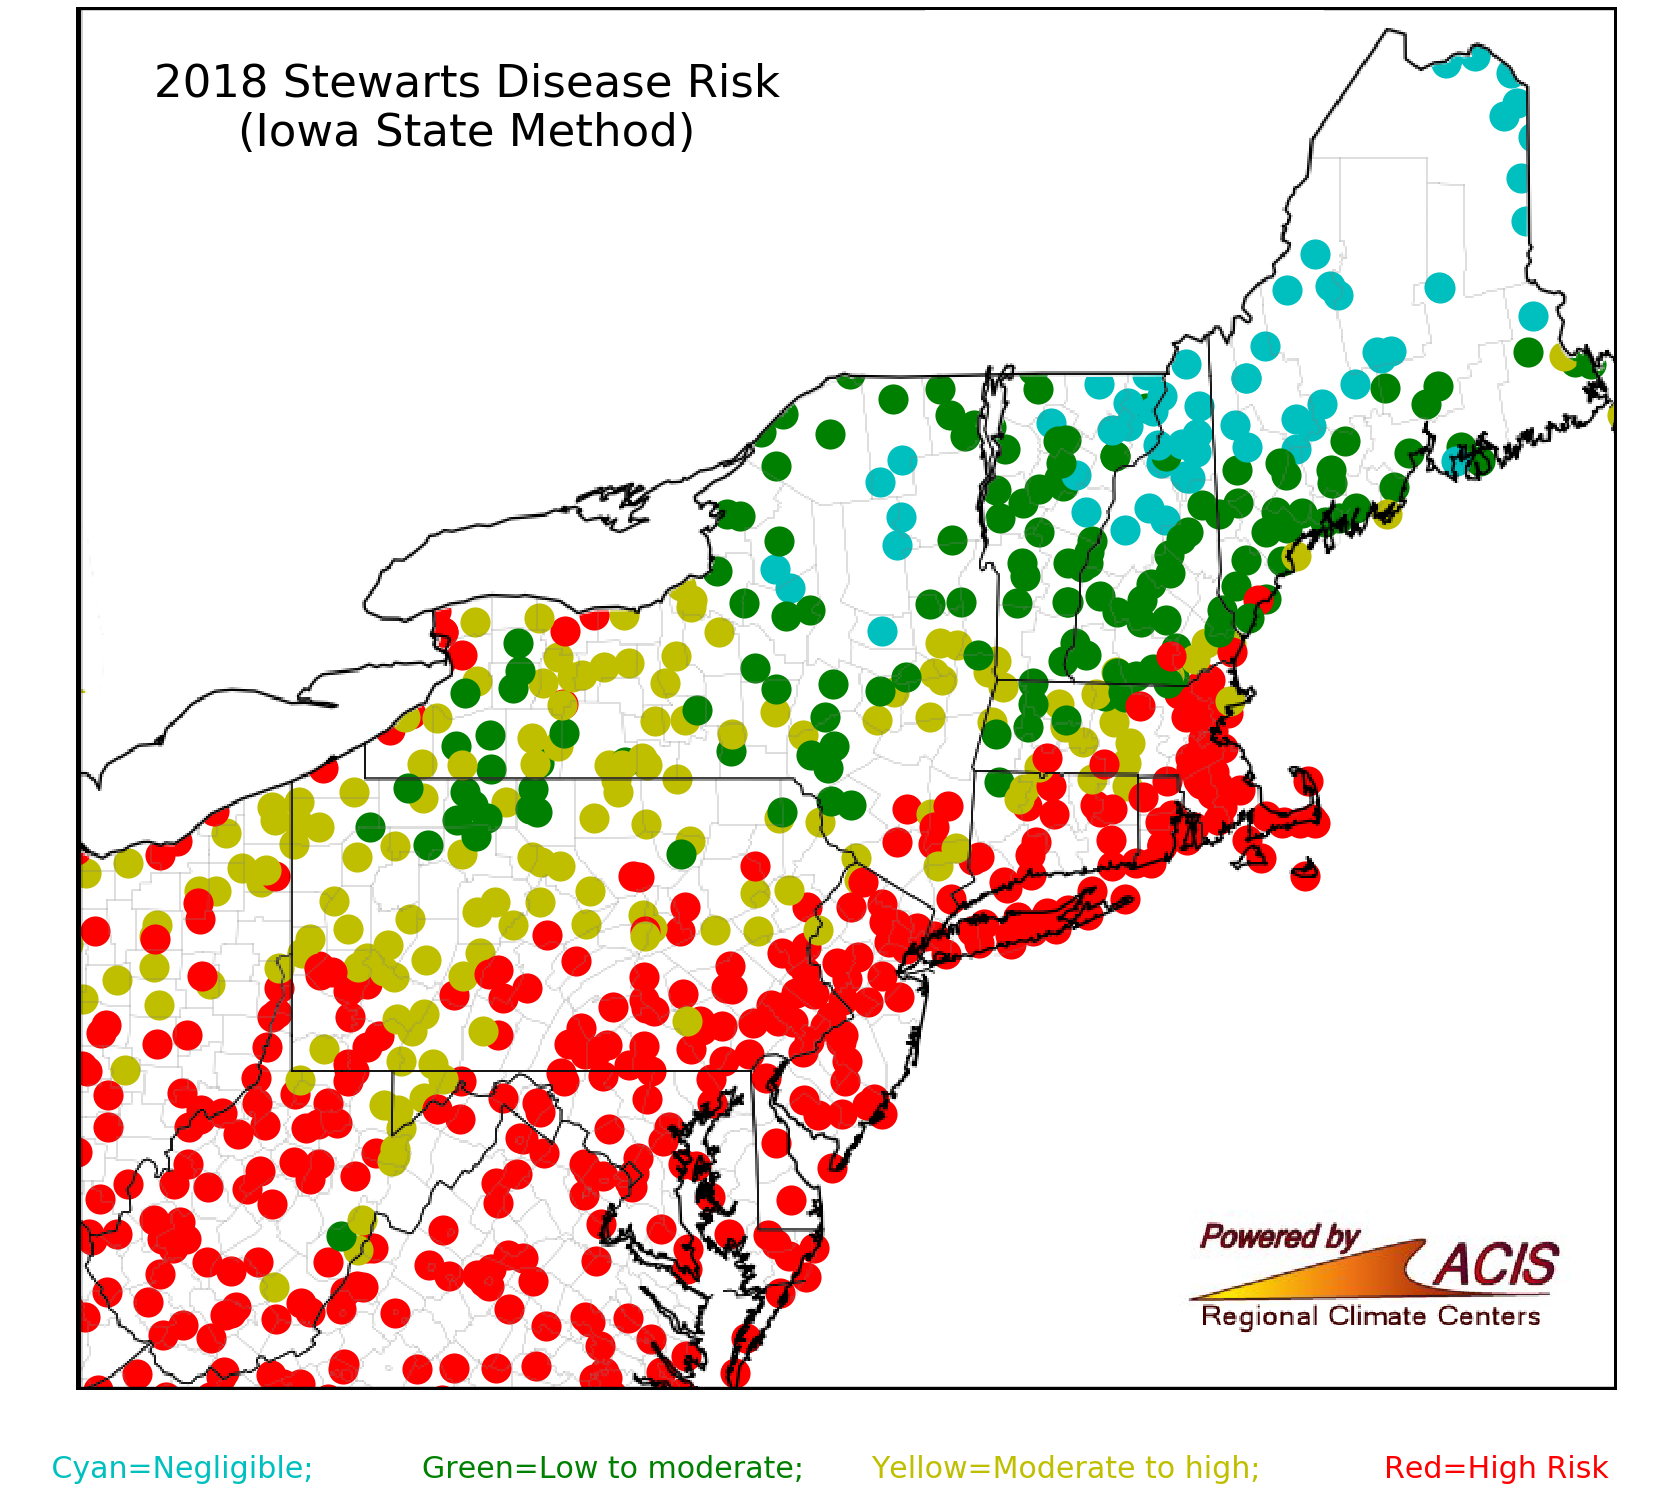 2018 Stewarts Disease Risk
(Iowa State Method)
Powered by
ACIS
Regional Climate Centers
Cyan=Negligible; Green=Low to moderate; Yellow=Moderate to high; Red=High Risk